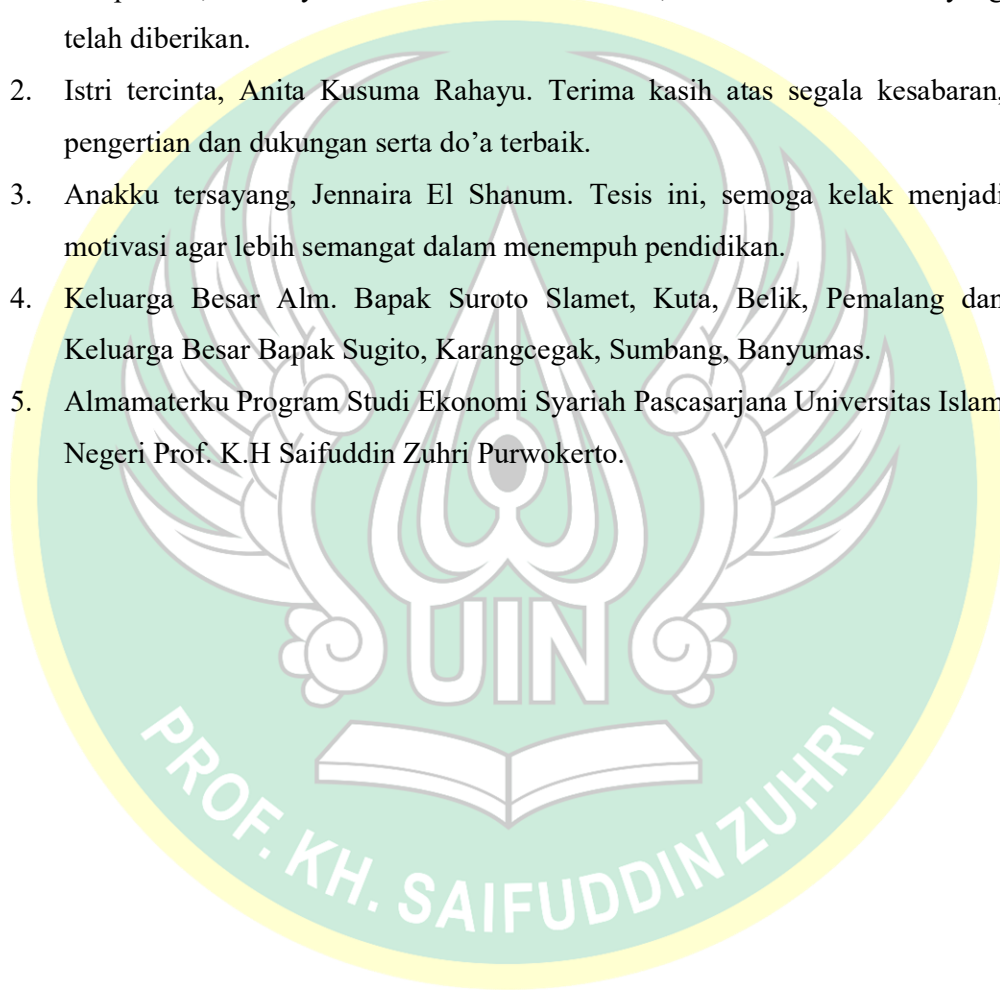 telah diberikan.
2. Istri tercinta, Anita Kusuma Rahayu. Terima kasih atas segala kesabaran,
pengertian dan dukungan serta do’a terbaik.
3. Anakku tersayang, Jennaira El Shanum. Tesis ini, semoga kelak menjadi
motivasi agar lebih semangat dalam menempuh pendidikan.
4. Keluarga Besar Alm. Bapak Suroto Slamet, Kuta, Belik, Pemalang dan
Keluarga Besar Bapak Sugito, Karangcegak, Sumbang, Banyumas.
5. Almamaterku Program Studi Ekonomi Syariah Pascasarjana Universitas Islam
Negeri Prof. K.H Saifuddin Zuhri Purwokerto.
UIN
PROF. KH. SAIFUDDIN ZUHRI